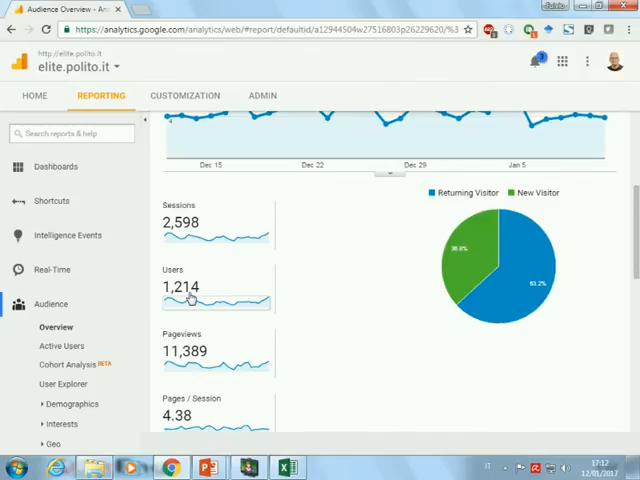 Audience Overview - Ana
https://analytics.google.com/analytics/web/#report/defaultid/a12944504w27516803p26229620/%3
http://elite.polito.it
elite.polito.it
3
HOME
REPORTING
CUSTOMIZATION
ADMIN
Search reports & help
Dashboards
Shortcuts
Intelligence Events
Real-Time
Audience
Overview
Active Users
Cohort Analysis BETA
User Explorer
Demographics
Interests
Geo
Dec 15
Dec 22
Dec 29
Jan 5
Sessions
2,598
Users
1,214
Pageviews
11,389
Pages / Session
4.38
Returning Visitor
New Visitor
36.8%
63.2%
IT
17:12
12/01/2017